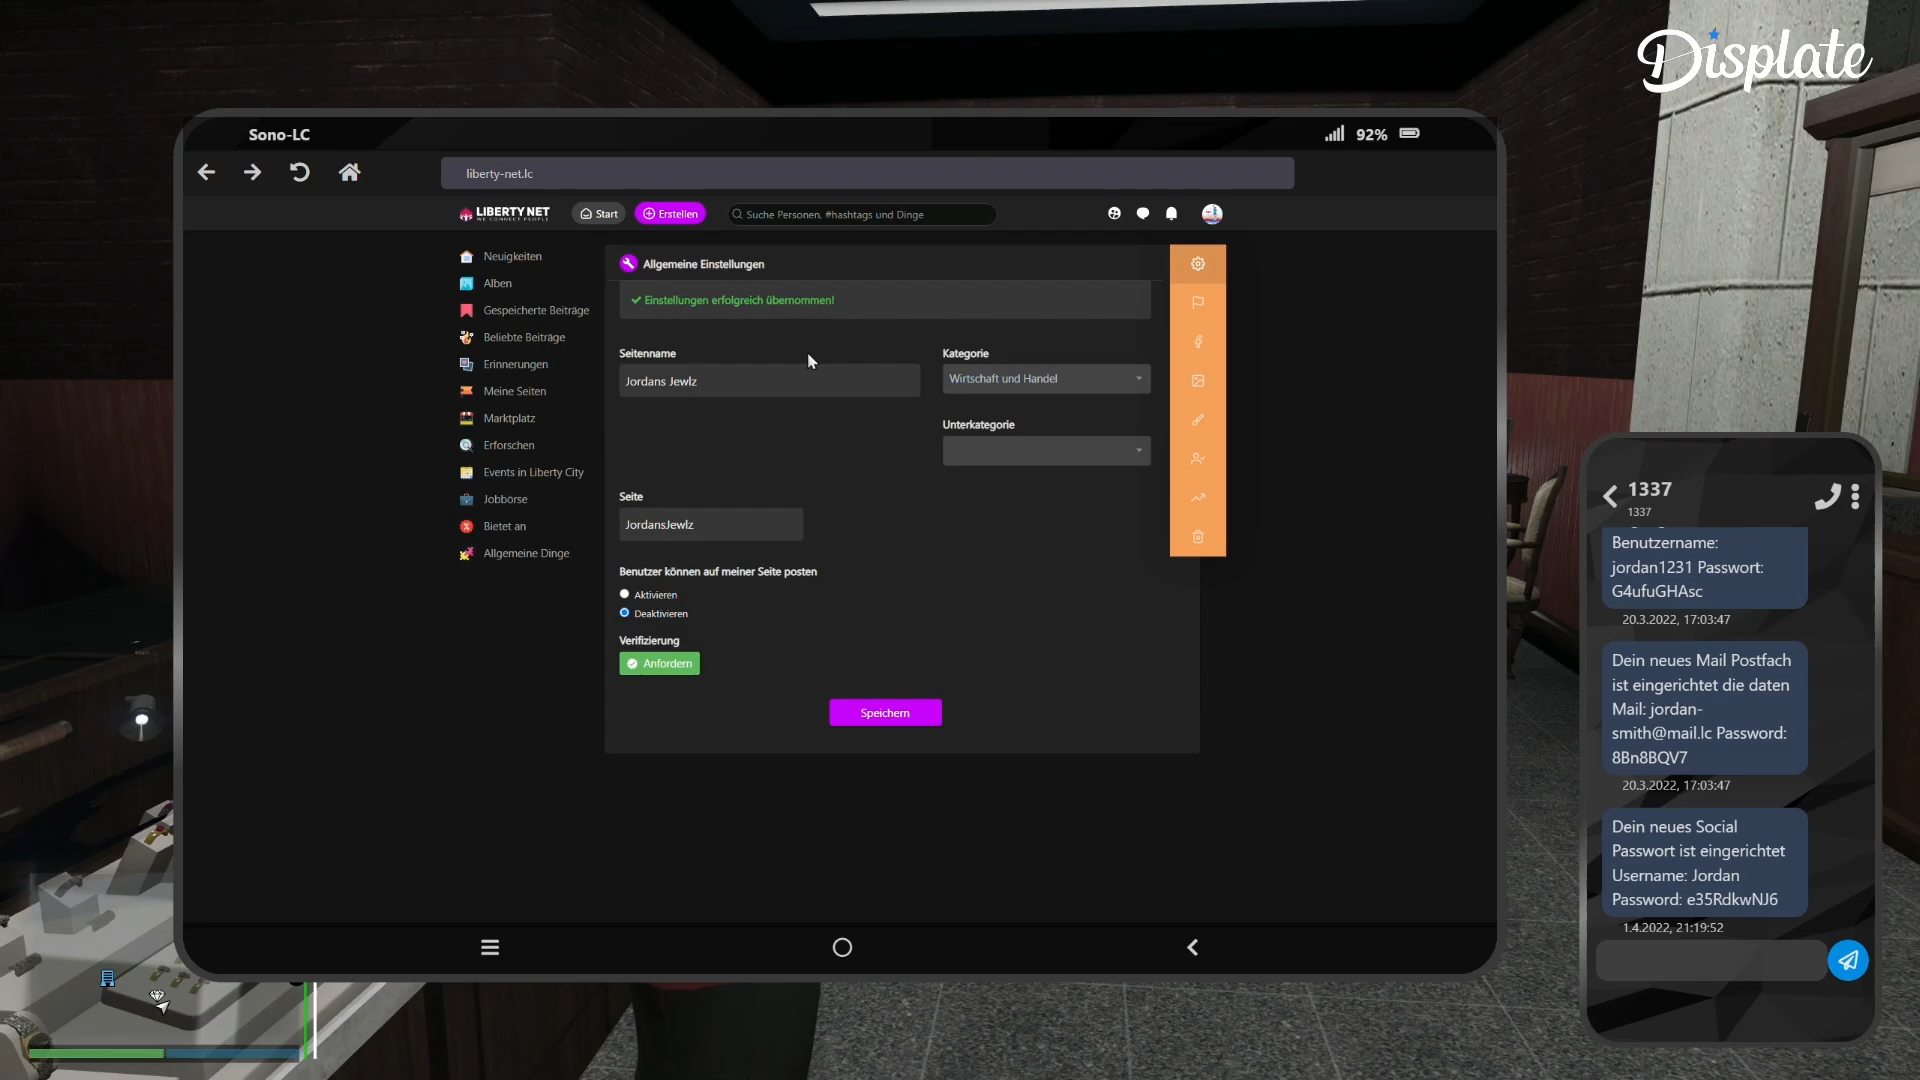 Displate
Sono-LC
92%
liberty-net.lc
LIBERTY NET
WE CONNECT PEOPLE
Start
Erstellen
Suche Personen, #hashtags und Dinge
Neuigkeiten
Alben
Gespeicherte Beiträge
Beliebte Beiträge
Erinnerungen
Meine Seiten
Marktplatz
Erforschen
Events in Liberty City
Jobbörse
Bietet an
Allgemeine Dinge
Allgemeine Einstellungen
Einstellungen erfolgreich übernommen!
Seitenname
Jordans Jewlz
Kategorie
Wirtschaft und Handel
Unterkategorie
Seite
JordansJewlz
Benutzer können auf meiner Seite posten
Aktivieren
Deaktivieren
Verifizierung
Anfordern
Speichern
1337
1337
Benutzername:
jordan1231 Passwort:
G4ufuGHAsc
20.3.2022, 17:03:47
Dein neues Mail Postfach
ist eingerichtet die daten
Mail: jordan-
smith@mail.lc Password:
8Bn8BQV7
20.3.2022, 17:03:47
Dein neues Social
Passwort ist eingerichtet
Username: Jordan
Password: e35RdkwNJ6
1.4.2022, 21:19:52